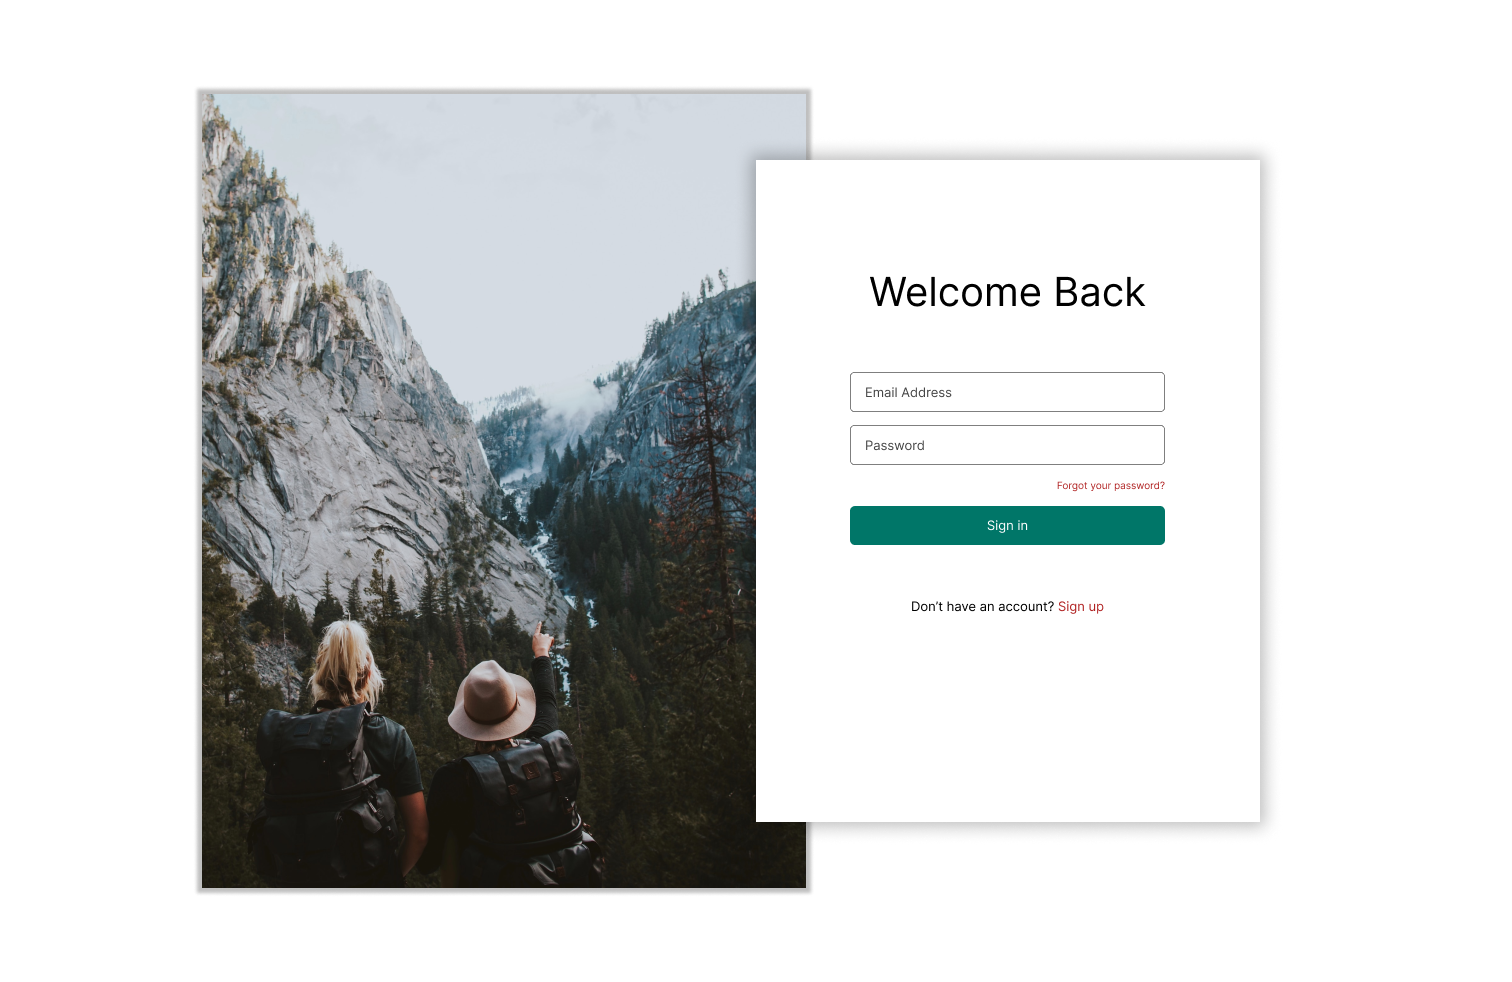 Welcome Back
Email Address
Password
Forgot your password?
Sign in
Don’t have an account? Sign up